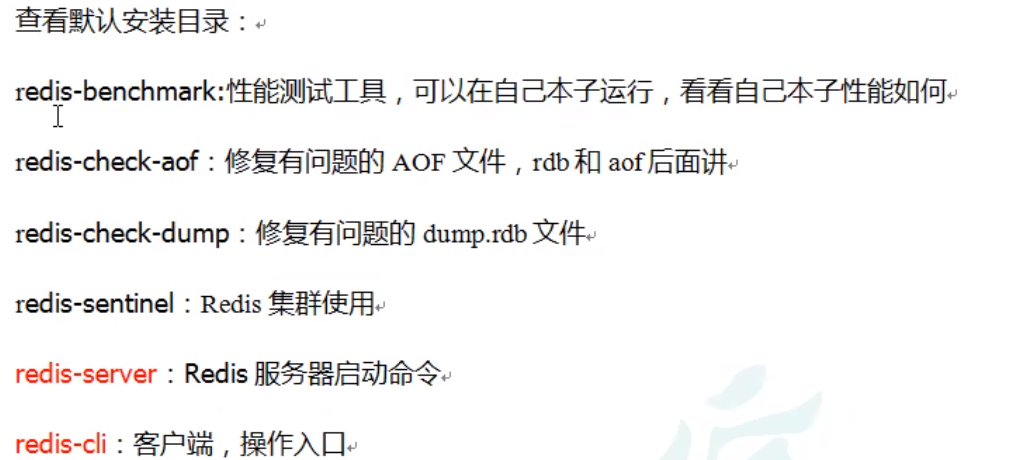 查看默认安装目录：
redis-benchmark:性能测试工具，可以在自己本子运行，看看自己本子性能如何
redis-check-aof：修复有问题的 AOF 文件，rdb 和 aof 后面讲
redis-check-dump：修复有问题的 dump.rdb 文件
redis-sentinel：Redis 集群使用
redis-server：Redis 服务器启动命令
redis-cli：客户端，操作入口